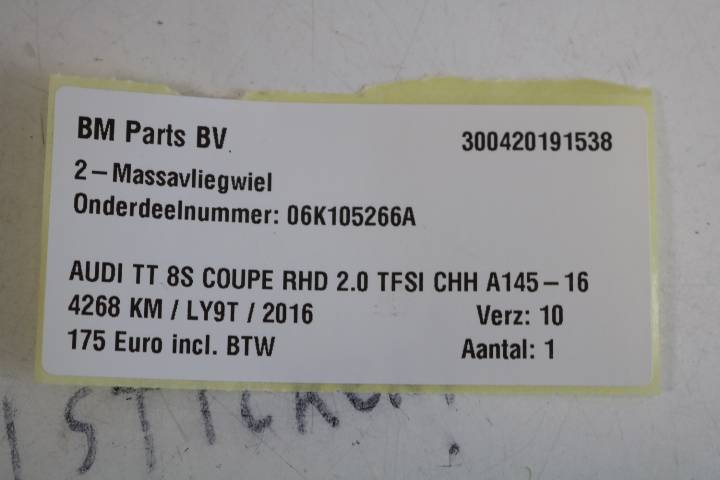 BM Parts BV 300420191538
2-Massavliegwiel
Onderdeelnummer: 06K105266A
AUDI TT 8S COUPE RHD 2.0 TFSI CHH A145-16
4268 KM / LY9T / 2016 Verz: 10
175 Euro incl. BTW Aantal: 1